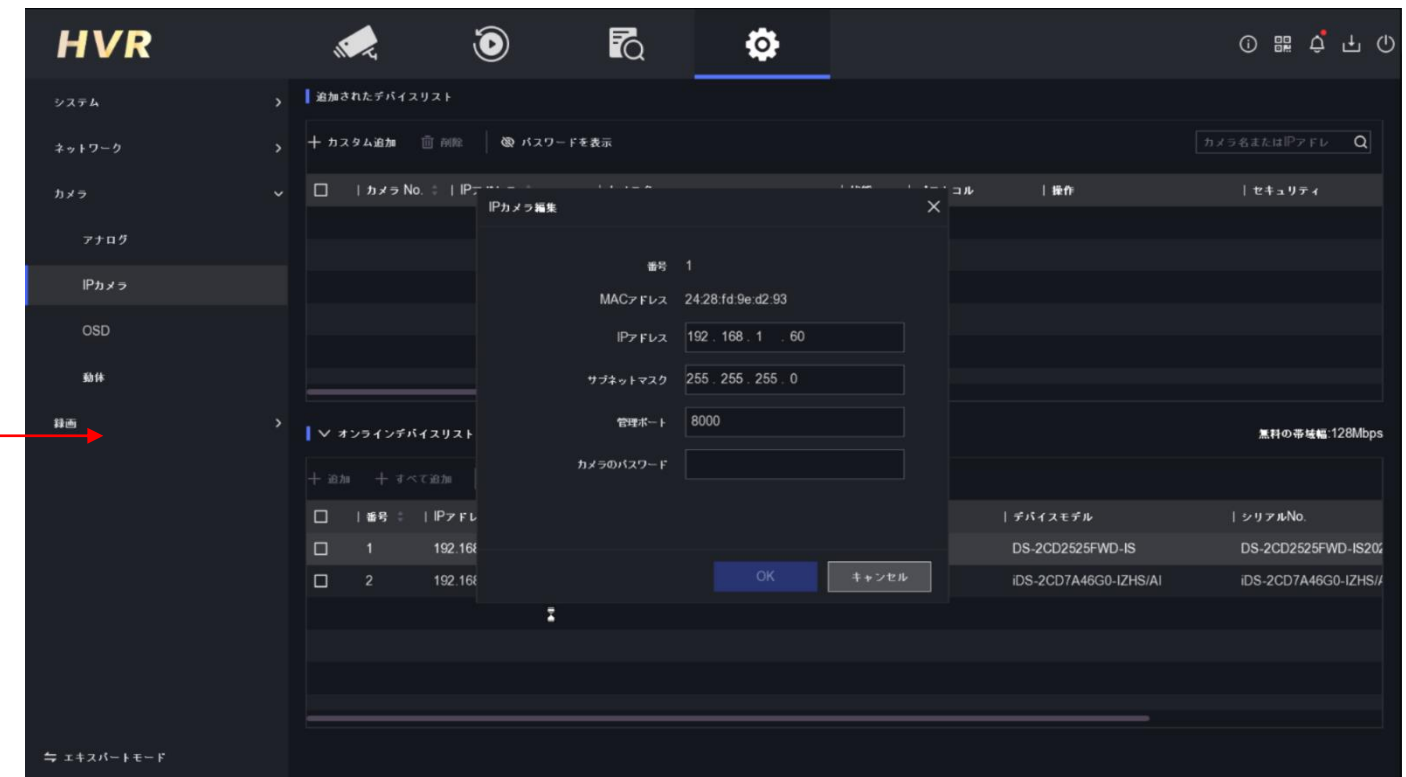 HVR
システム
ネットワーク
カメラ
アナログ
IPカメラ
OSD
動体
録画
エキスパートモード
追加されたデバイスリスト
カスタム追加 削除 パスワードを表示
カメラ名またはIPアドレ
カメラ No. 操作 セキュリティ
IPカメラ編集
番号 1
MACアドレス 24:28:fd:9e:d2:93
IPアドレス 192 . 168 . 1 . 60
サブネットマスク 255 . 255 . 255 . 0
管理ポート 8000
カメラのパスワード
OK キャンセル
オンラインデバイスリスト 無料の帯域幅:128Mbps
追加 すべて追加
番号 IPアドレ デバイスモデル シリアルNo.
1 192.168 DS-2CD2525FWD-IS DS-2CD2525FWD-IS202
2 192.168 iDS-2CD7A46G0-IZHS/AI iDS-2CD7A46G0-IZHS/A